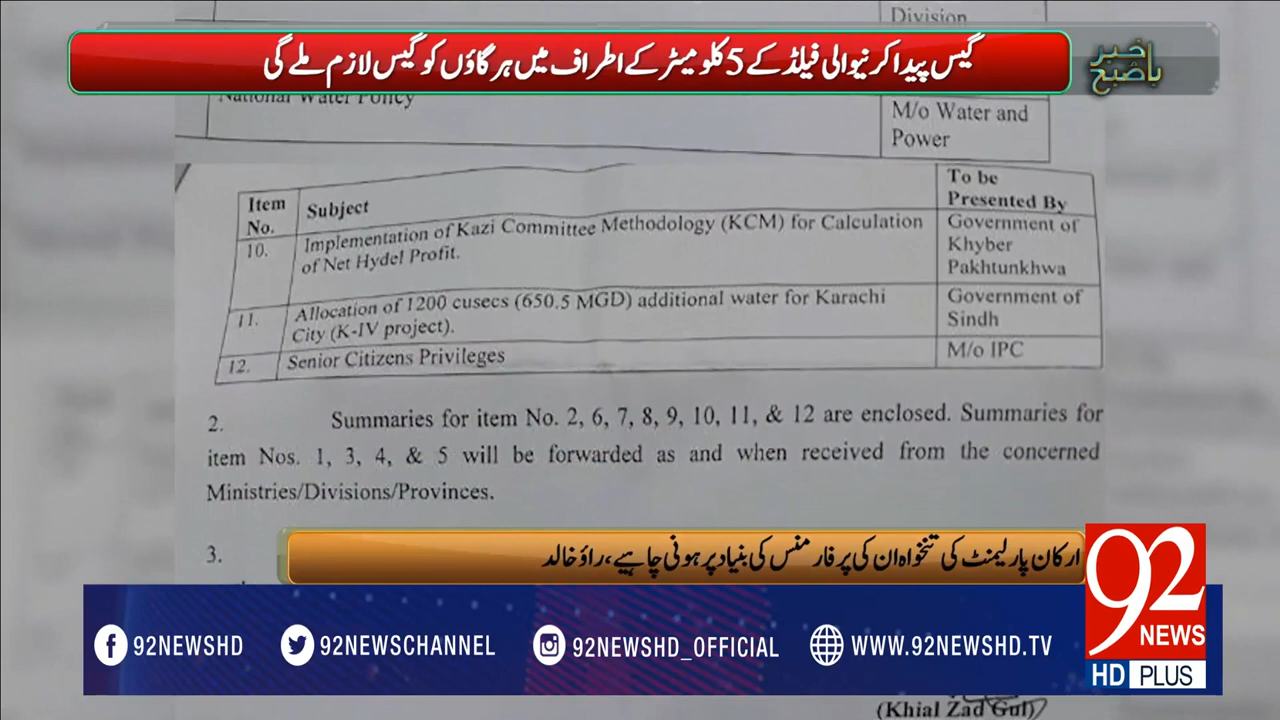 Division
گیس پیدا کرنیوالی فیلڈ کے 5 کلومیٹر کے اطراف میں ہر گاؤں کو گیس لازم ملے گی
باخبر صبح
National Water Policy
M/o Water and
Power
Item
No.
Subject
To be
Presented By
10.
Implementation of Kazi Committee Methodology (KCM) for Calculation
of Net Hydel Profit.
Government of
Khyber
Pakhtunkhwa
11.
Allocation of 1200 cusecs (650.5 MGD) additional water for Karachi
City (K-IV project).
Government of
Sindh
12.
Senior Citizens Privileges
M/o IPC
2. Summaries for item No. 2, 6, 7, 8, 9, 10, 11, & 12 are enclosed. Summaries for
item Nos. 1, 3, 4, & 5 will be forwarded as and when received from the concerned
Ministries/Divisions/Provinces.
3.
ارکان پارلیمنٹ کی تنخواہ ان کی پرفارمنس کی بنیاد پر ہونی چاہیے، راؤ خالد
92
NEWS
HD PLUS
92NEWSHD
92NEWSCHANNEL
92NEWSHD_OFFICIAL
WWW.92NEWSHD.TV
(Khial Zad Gul)